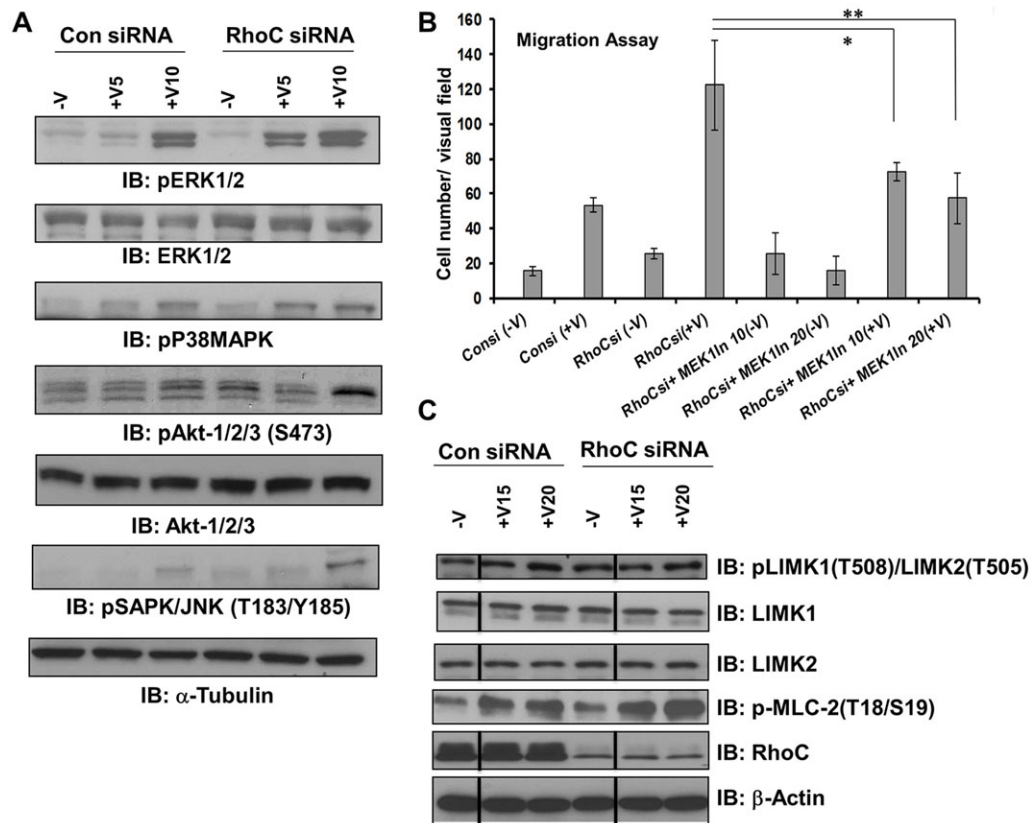 A
Con siRNA RhoC siRNA
-V +V5 +V10 -V +V5 +V10
IB: pERK1/2
IB: ERK1/2
IB: pP38MAPK
IB: pAkt-1/2/3 (S473)
IB: Akt-1/2/3
IB: pSAPK/JNK (T183/Y185)
IB: α-Tubulin
B
Migration Assay
**
*
Cell number/ visual field
160
140
120
100
80
60
40
20
0
Consi (-V)
Consi (+V)
RhoCsi (-V)
RhoCsi(+V)
RhoCsi+ MEK1In 10(-V)
RhoCsi+ MEK1In 20(-V)
RhoCsi+ MEK1In 10(+V)
RhoCsi+ MEK1In 20(+V)
C
Con siRNA RhoC siRNA
-V +V15 +V20 -V +V15 +V20
IB: pLIMK1(T508)/LIMK2(T505)
IB: LIMK1
IB: LIMK2
IB: p-MLC-2(T18/S19)
IB: RhoC
IB: β-Actin